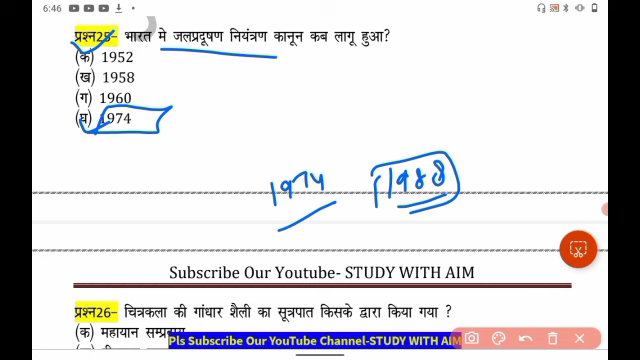 6:46
प्रश्न25- भारत मे जलप्रदूषण नियंत्रण कानून कब लागू हुआ?
(क) 1952
(ख) 1958
(ग) 1960
(घ) 1974
1974 1988
Subscribe Our Youtube- STUDY WITH AIM
प्रश्न26- चित्रकला की गांधार शैली का सूत्रपात किसके द्वारा किया गया ?
(क) महायान सम्प्रदाय
Pls Subscribe Our YouTube Channel-STUDY WITH AIM